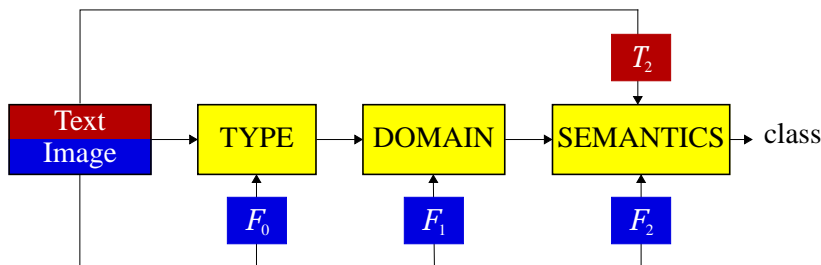 T₂
Text
Image
TYPE
DOMAIN
SEMANTICS
class
F₀
F₁
F₂